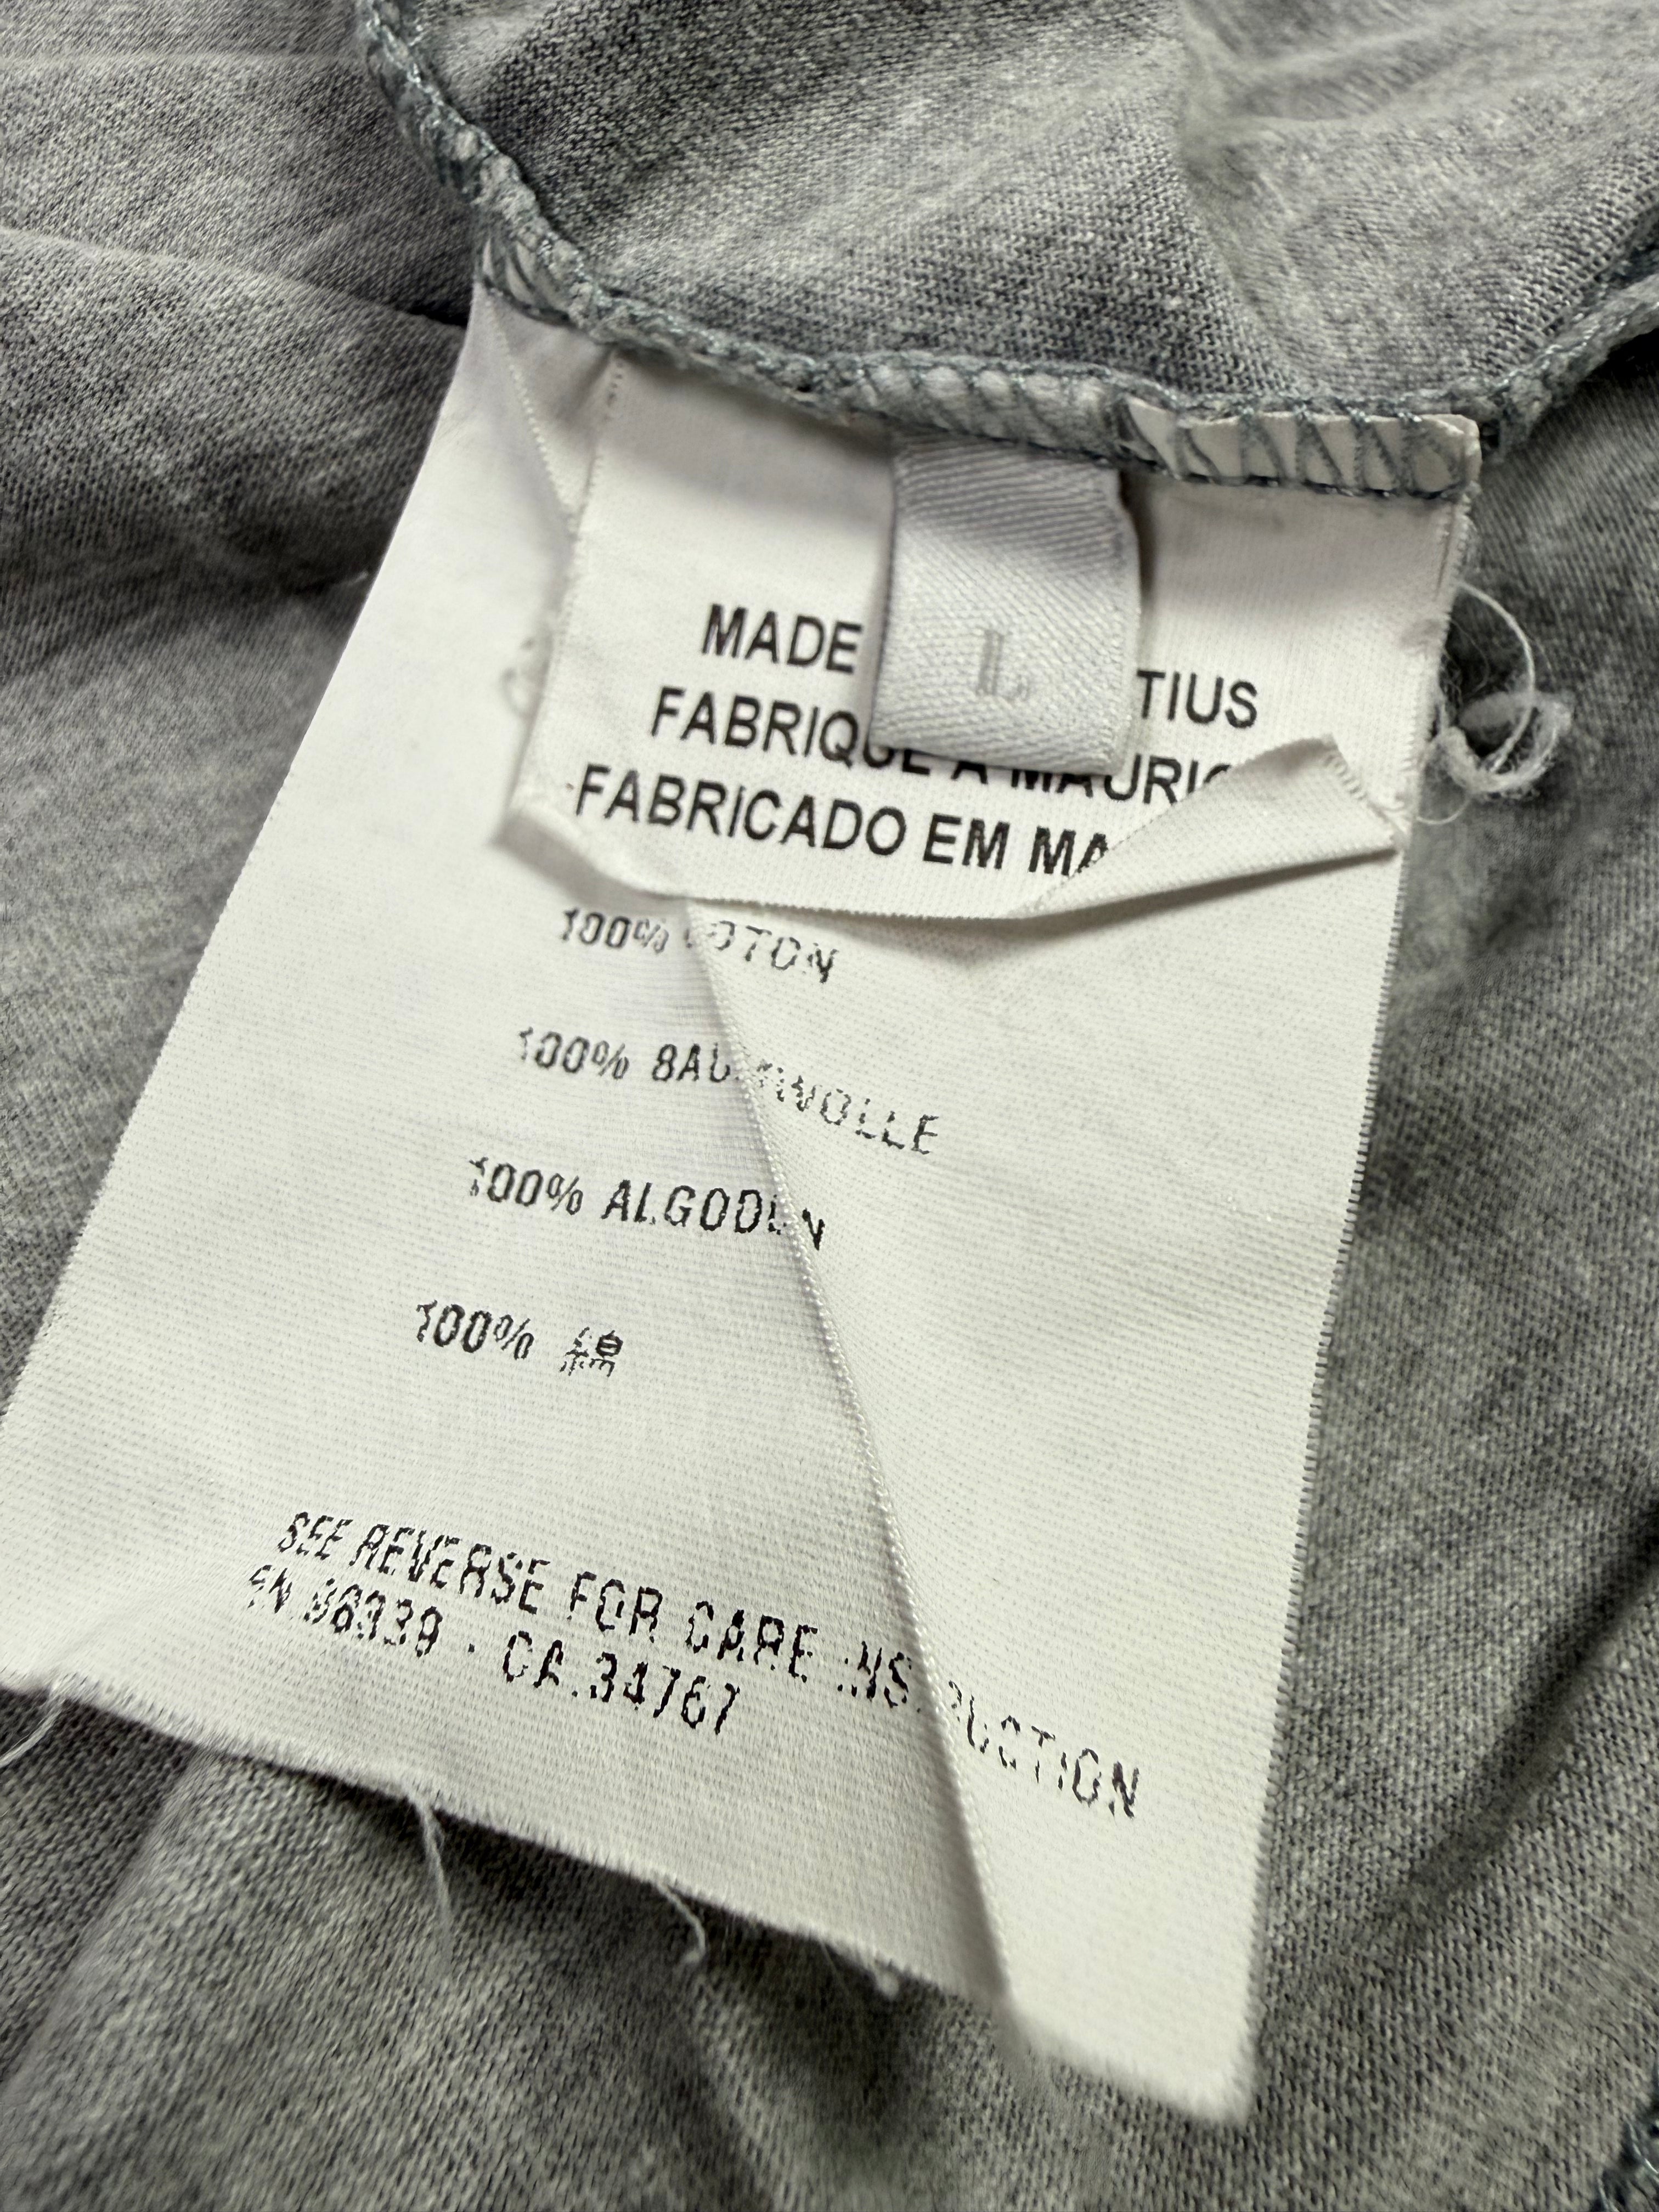 L
MADE TIUS
FABRIQUE A MAURIC
FABRICADO EM MA
100% COTON
100% BAUMWOLLE
100% ALGODON
100% 綿
SEE REVERSE FOR CARE INSTRUCTION
RN 96339 · CA.34767